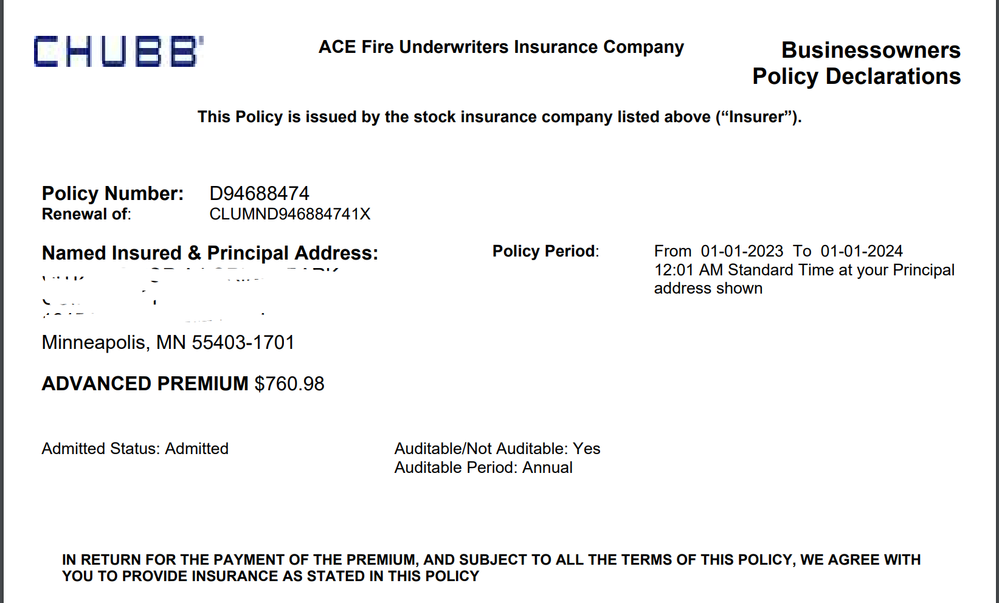 CHUBB
ACE Fire Underwriters Insurance Company
Businessowners
Policy Declarations
This Policy is issued by the stock insurance company listed above (“Insurer”).
Policy Number: D94688474
Renewal of: CLUMND946884741X
Named Insured & Principal Address:
Minneapolis, MN 55403-1701
Policy Period: From 01-01-2023 To 01-01-2024
12:01 AM Standard Time at your Principal
address shown
ADVANCED PREMIUM $760.98
Admitted Status: Admitted
Auditable/Not Auditable: Yes
Auditable Period: Annual
IN RETURN FOR THE PAYMENT OF THE PREMIUM, AND SUBJECT TO ALL THE TERMS OF THIS POLICY, WE AGREE WITH
YOU TO PROVIDE INSURANCE AS STATED IN THIS POLICY